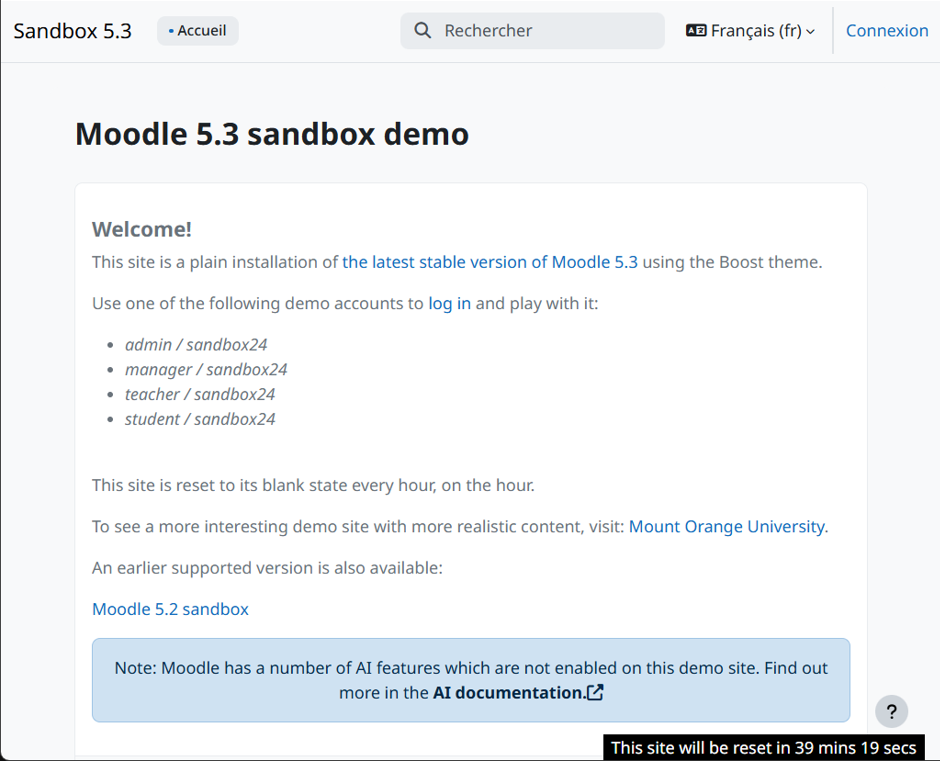 Sandbox 5.3
Accueil
Rechercher
Français (fr)
Connexion
Moodle 5.3 sandbox demo
Welcome!
This site is a plain installation of the latest stable version of Moodle 5.3 using the Boost theme.
Use one of the following demo accounts to log in and play with it:
admin / sandbox24
manager / sandbox24
teacher / sandbox24
student / sandbox24
This site is reset to its blank state every hour, on the hour.
To see a more interesting demo site with more realistic content, visit: Mount Orange University.
An earlier supported version is also available:
Moodle 5.2 sandbox
Note: Moodle has a number of AI features which are not enabled on this demo site. Find out
more in the AI documentation.
?
This site will be reset in 39 mins 19 secs